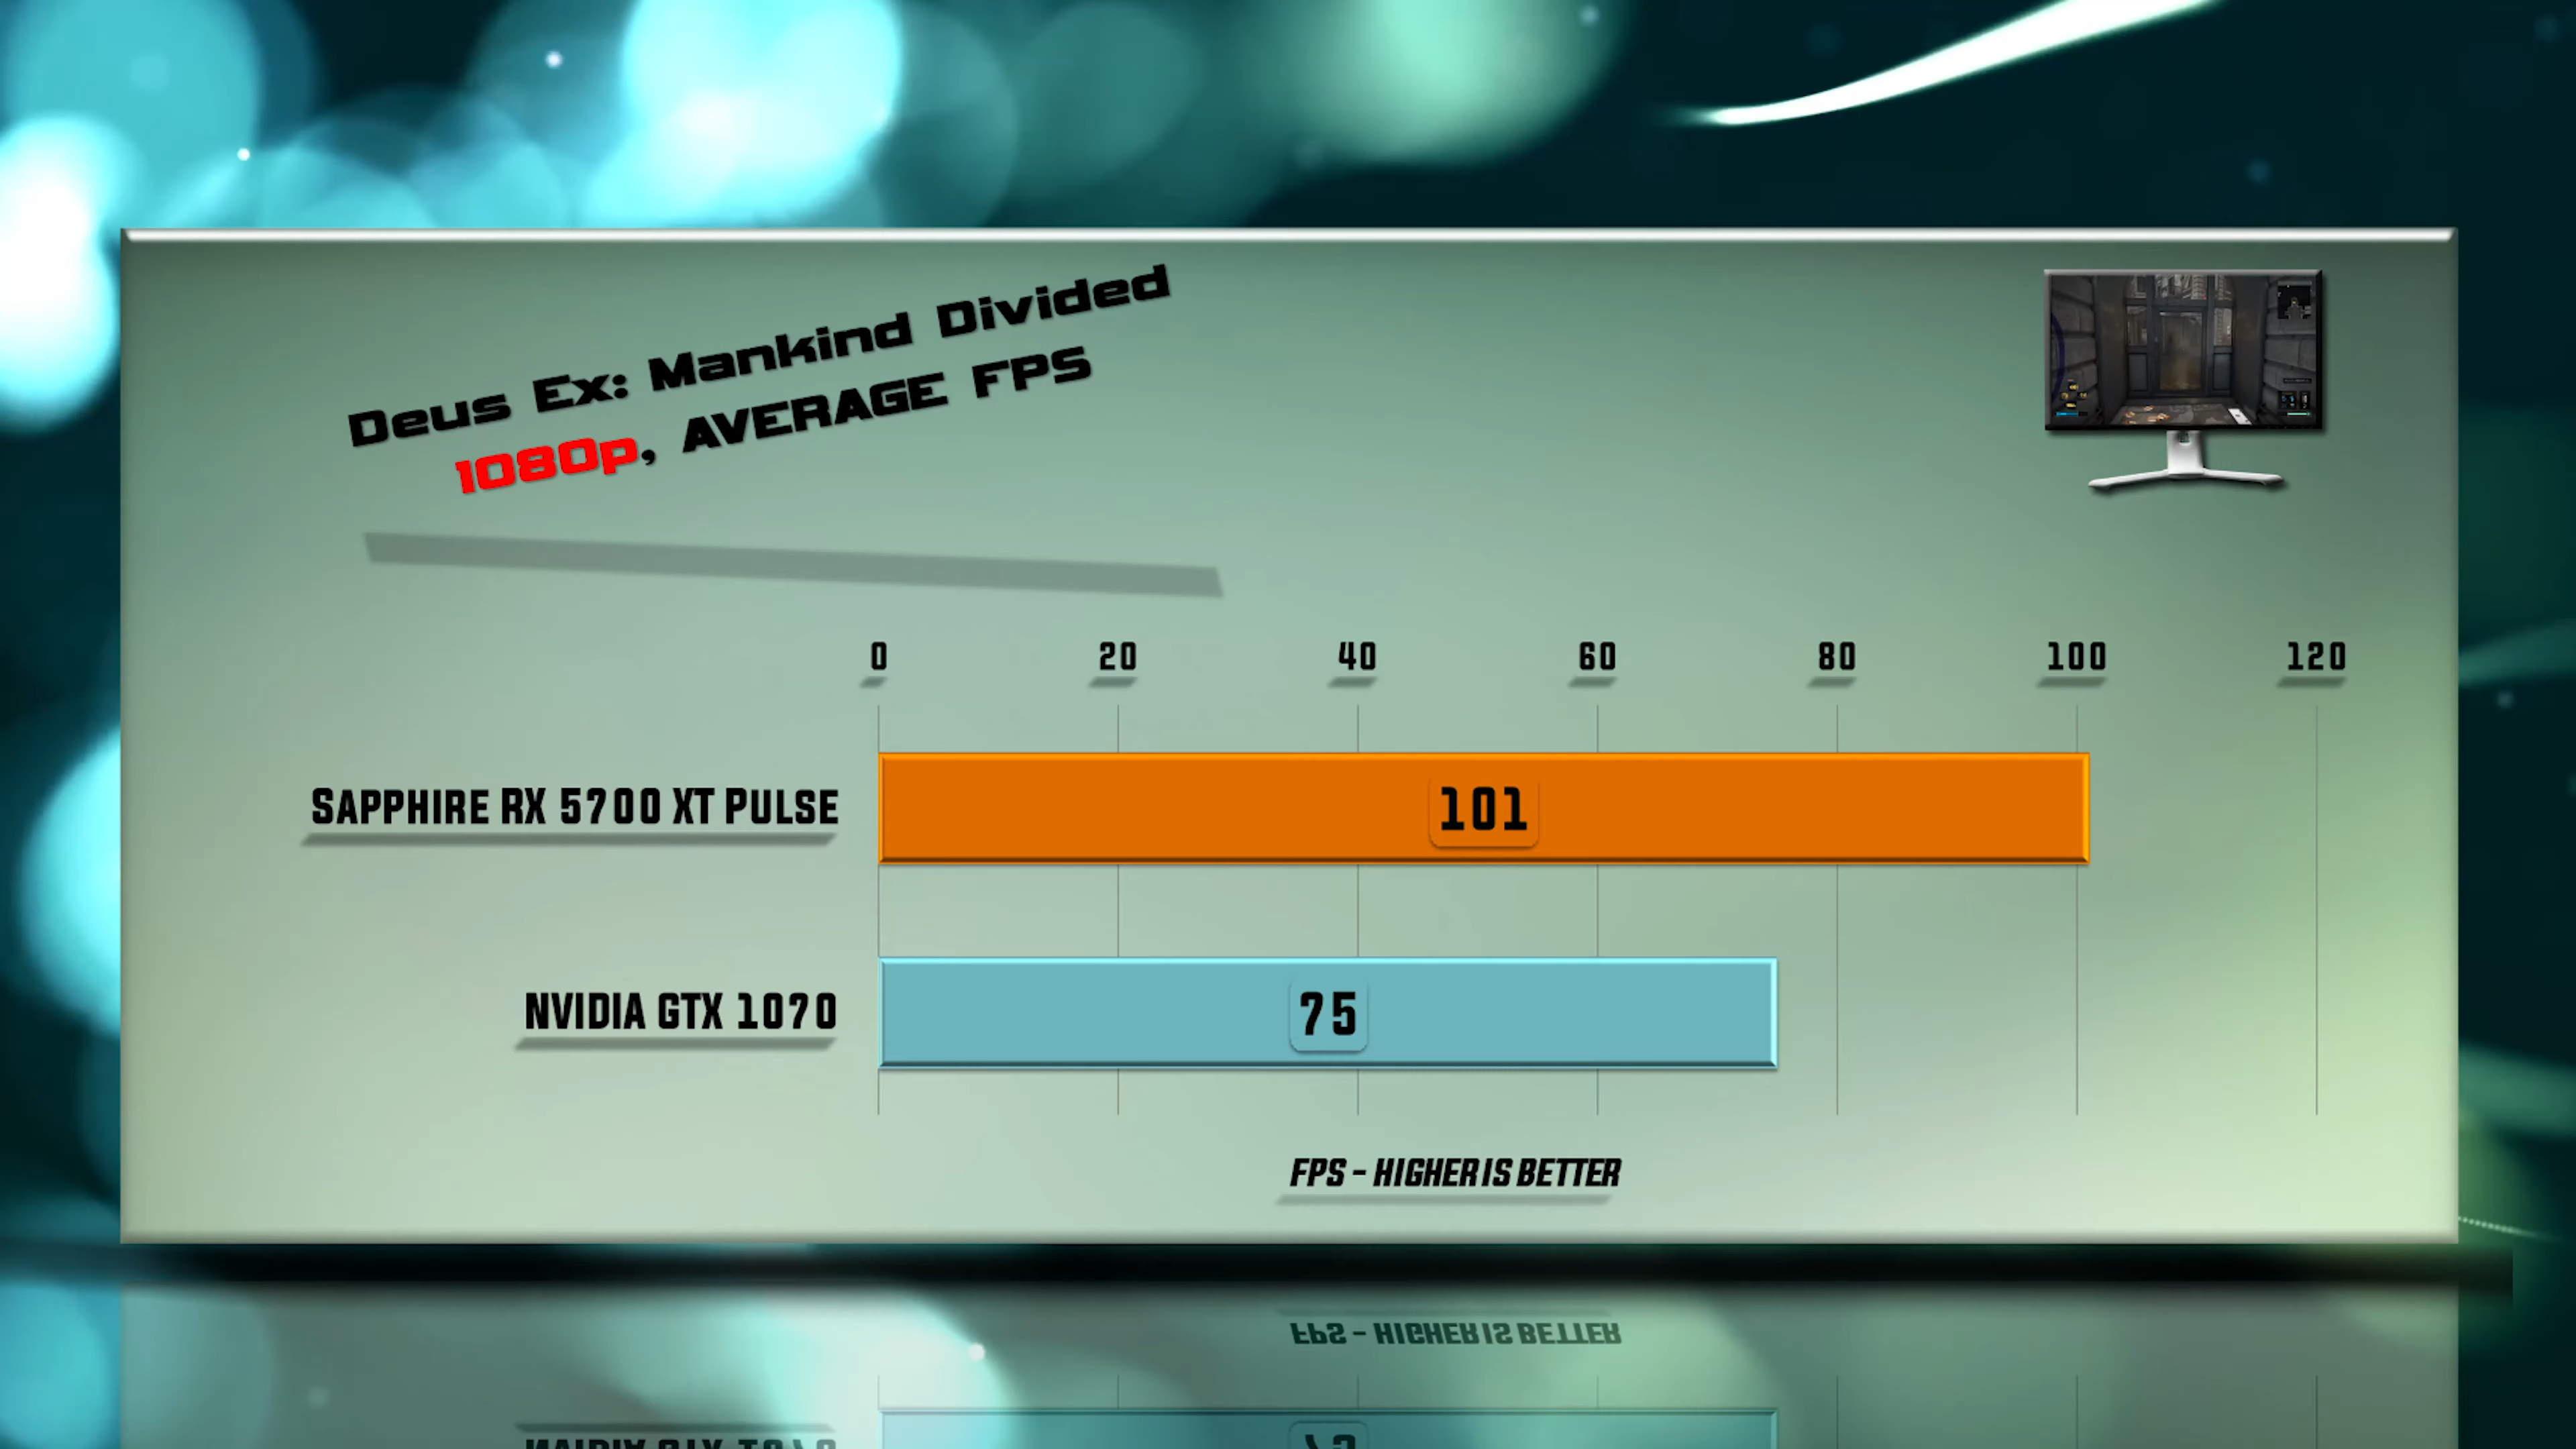 Deus Ex: Mankind Divided
1080p, AVERAGE FPS
0 20 40 60 80 100 120
SAPPHIRE RX 5700 XT PULSE
101
NVIDIA GTX 1070
75
FPS - HIGHER IS BETTER